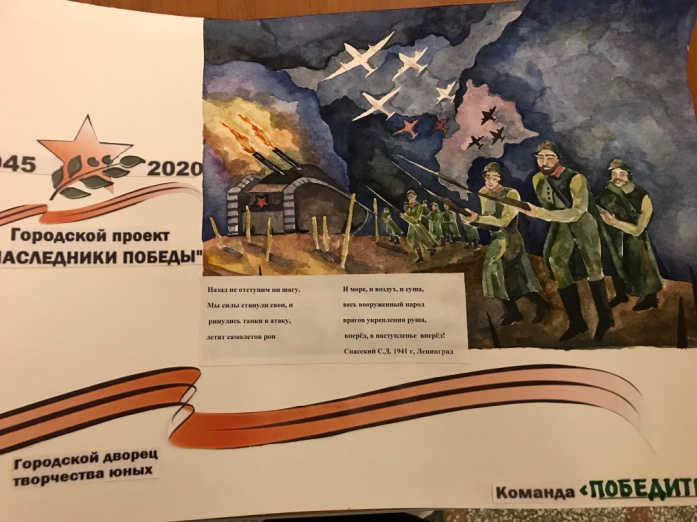 945 2020
Городской проект
НАСЛЕДНИКИ ПОБЕДЫ"
Назад не отступим ни шагу.
Мы силы стянули свои, и
ринулись танки в атаку,
летят самолетов рои
И море, и воздух, и суша,
весь вооруженный народ
врагов укрепления руша,
вперёд, в наступленье вперёд!
Спасский С.Д. 1941 г, Ленинград
Городской дворец
творчества юных
Команда «ПОБЕДИТЕ